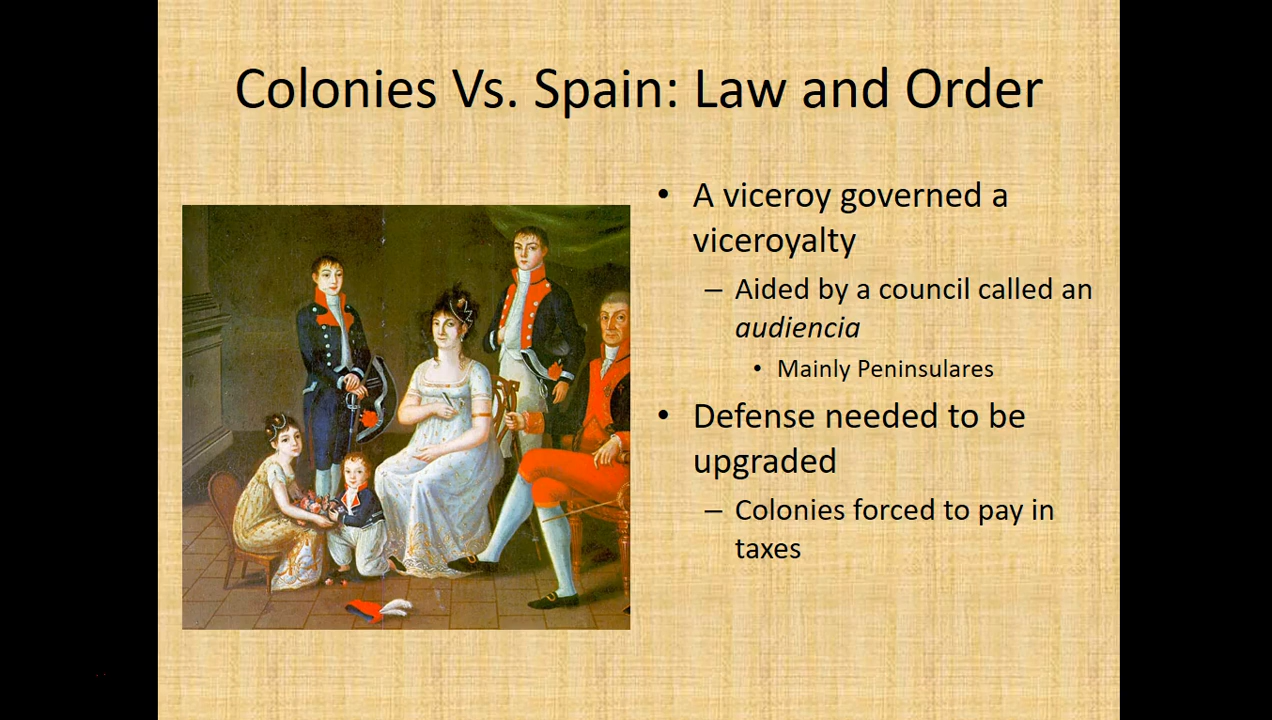 Colonies Vs. Spain: Law and Order
• A viceroy governed a
viceroyalty
– Aided by a council called an
audiencia
• Mainly Peninsulares
• Defense needed to be
upgraded
– Colonies forced to pay in
taxes